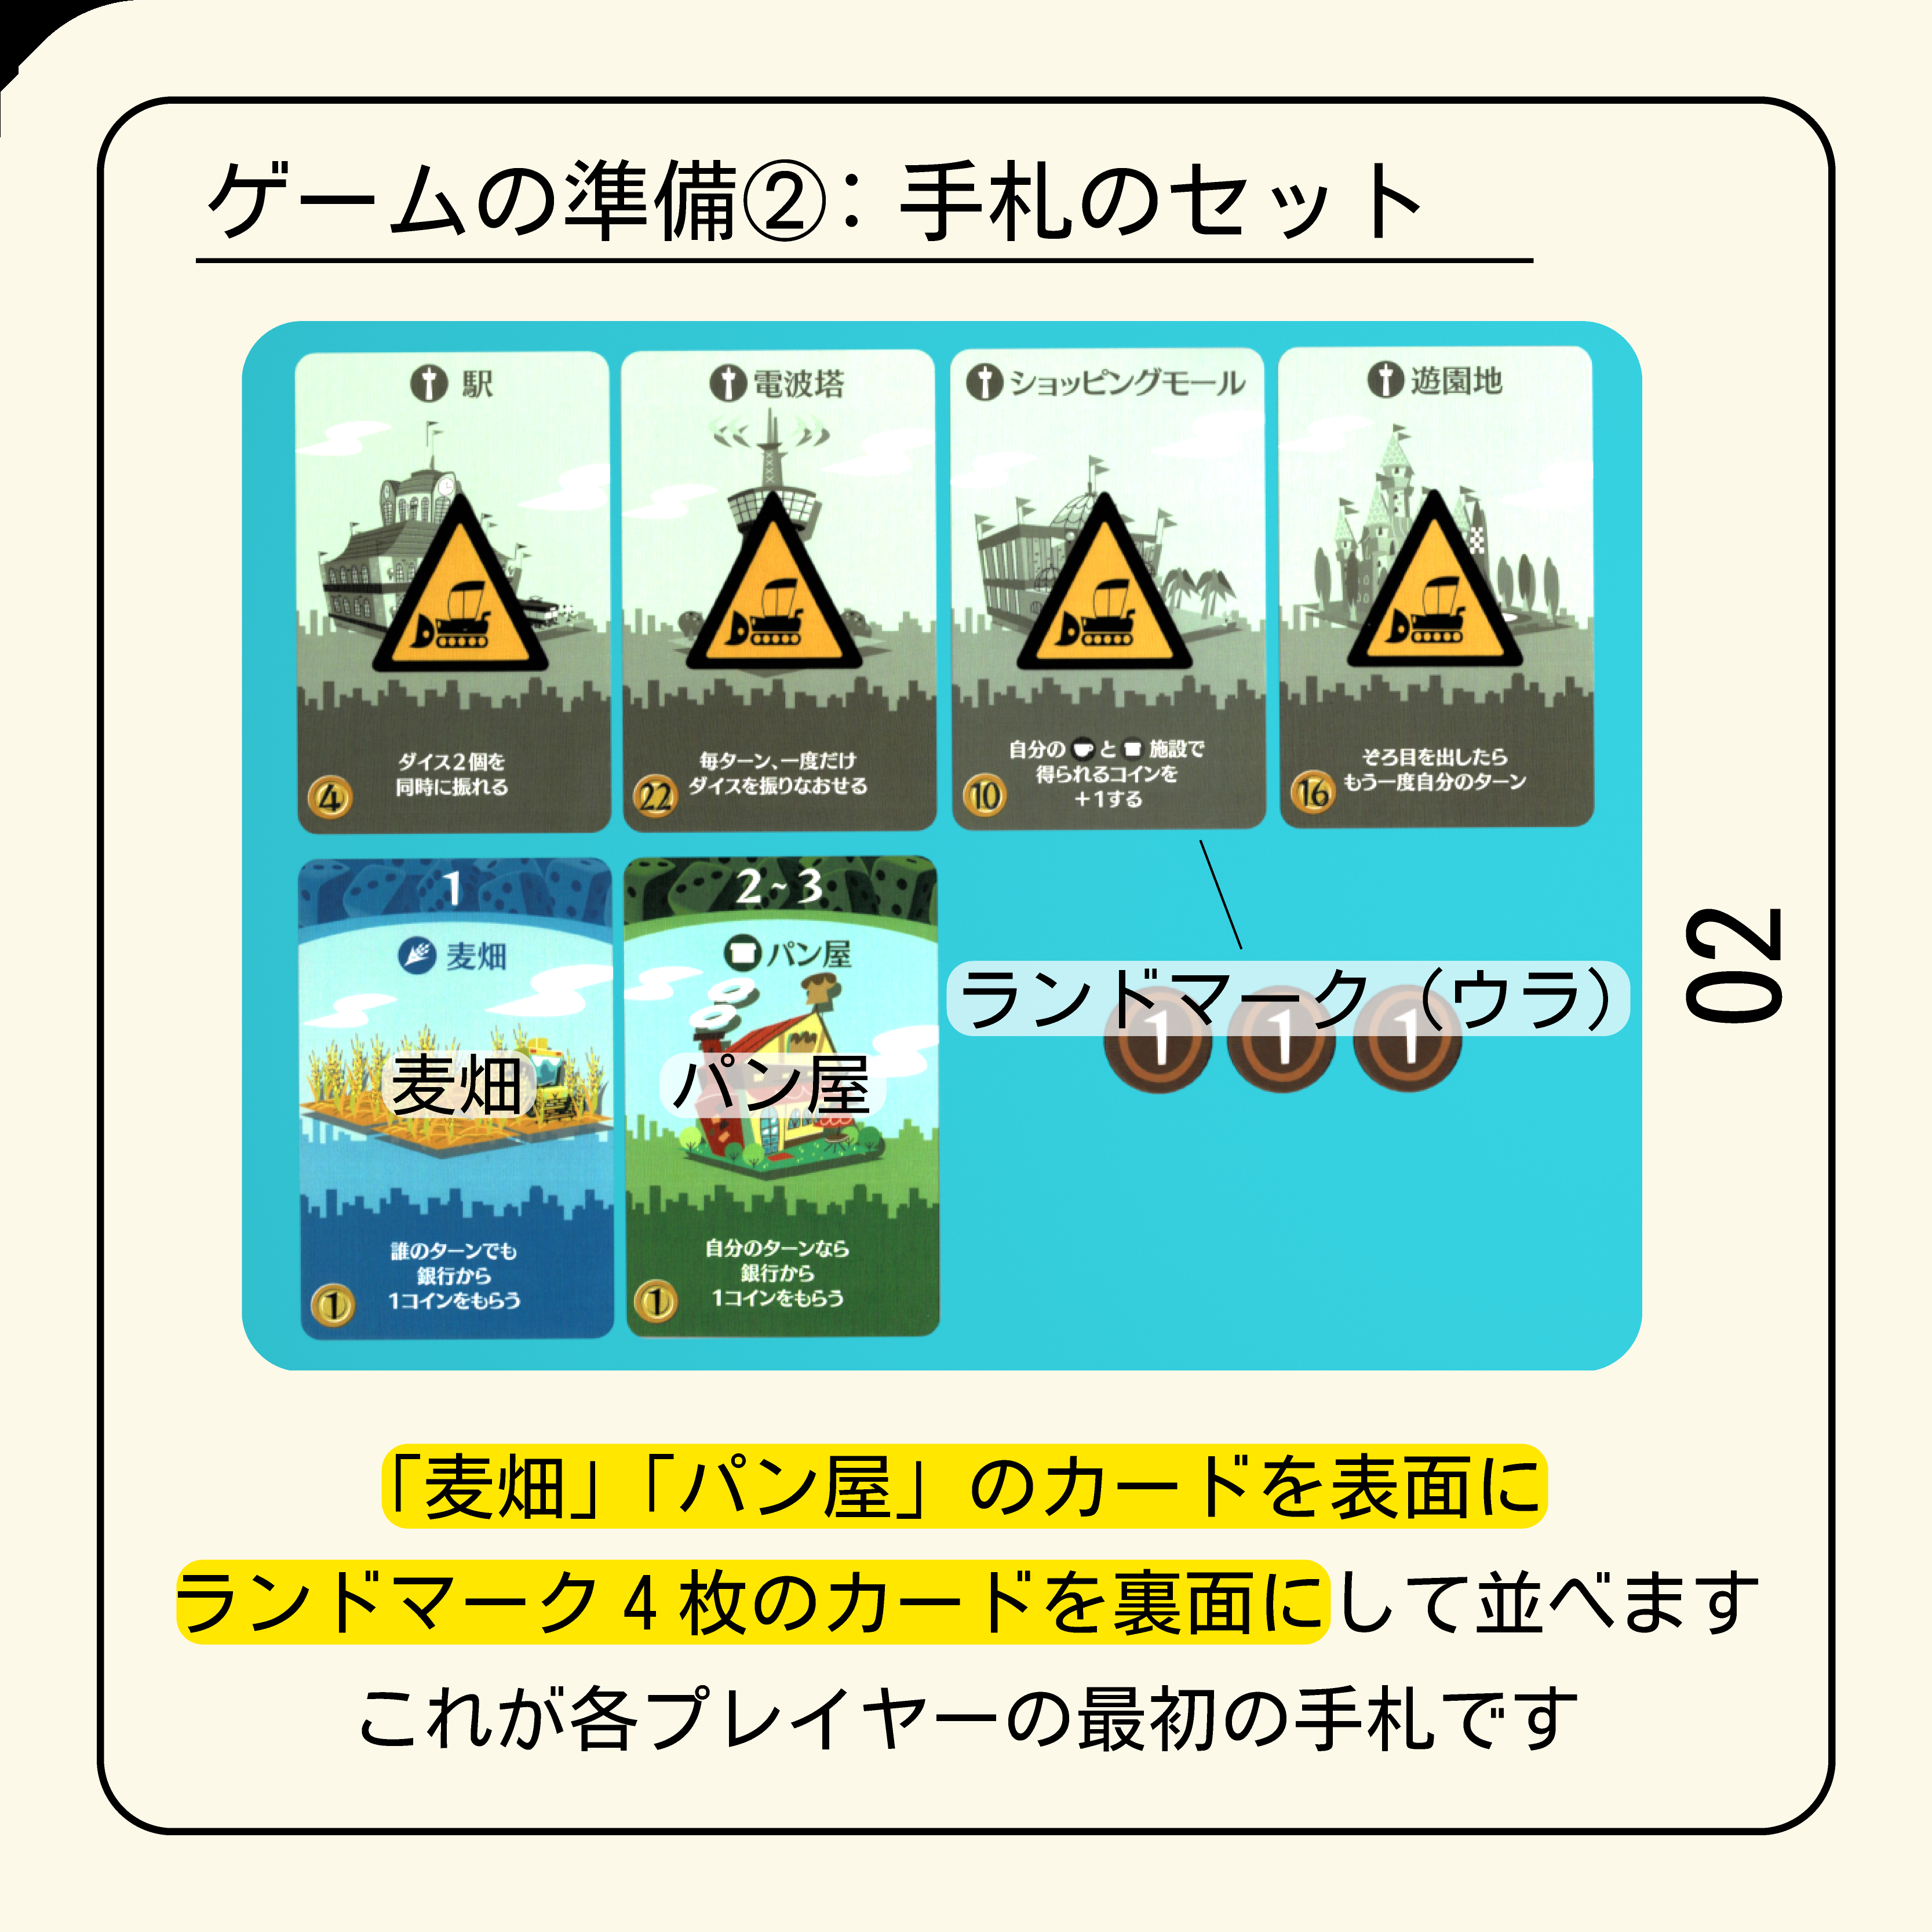 ゲームの準備②：手札のセット
駅
ダイス2個を
同時に振れる
4
電波塔
毎ターン、一度だけ
ダイスを振りなおせる
22
ショッピングモール
自分の と 施設で
得られるコインを
＋1する
10
遊園地
ぞろ目を出したら
もう一度自分のターン
16
1
麦畑
麦畑
誰のターンでも
銀行から
1コインをもらう
1
2~3
パン屋
パン屋
自分のターンなら
銀行から
1コインをもらう
1
ランドマーク（ウラ）
1 1 1
02
「麦畑」「パン屋」のカードを表面に
ランドマーク4枚のカードを裏面にして並べます
これが各プレイヤーの最初の手札です